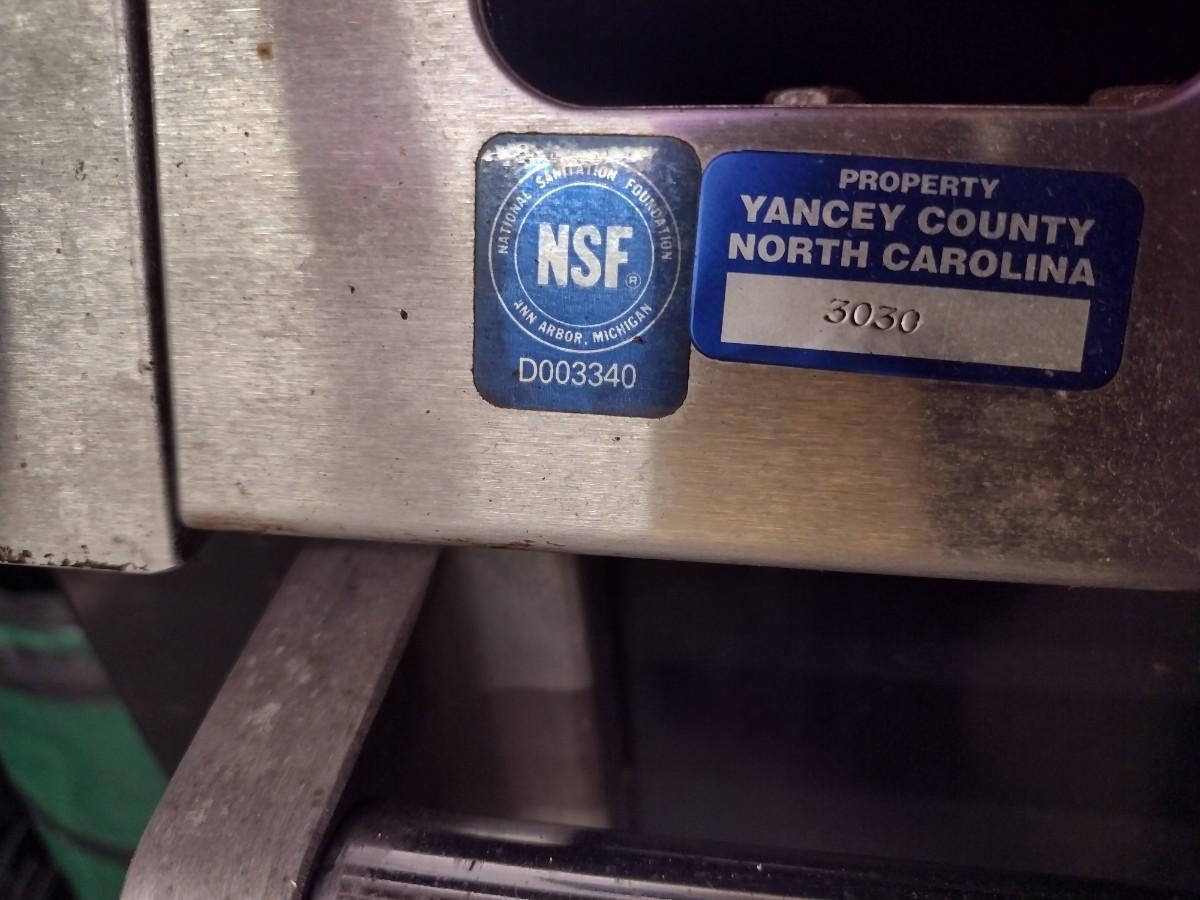 NATIONAL SANITATION FOUNDATION
NSF®
ANN ARBOR, MICHIGAN
D003340
PROPERTY
YANCEY COUNTY
NORTH CAROLINA
3030